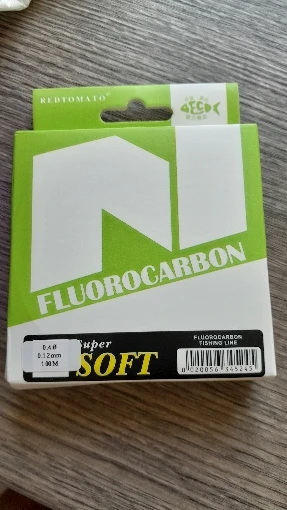 REDTOMATO®
FLUOROCARBON
Super
SOFT
0.4#
0.12mm
100M
FLUOROCARBON
FISHING LINE